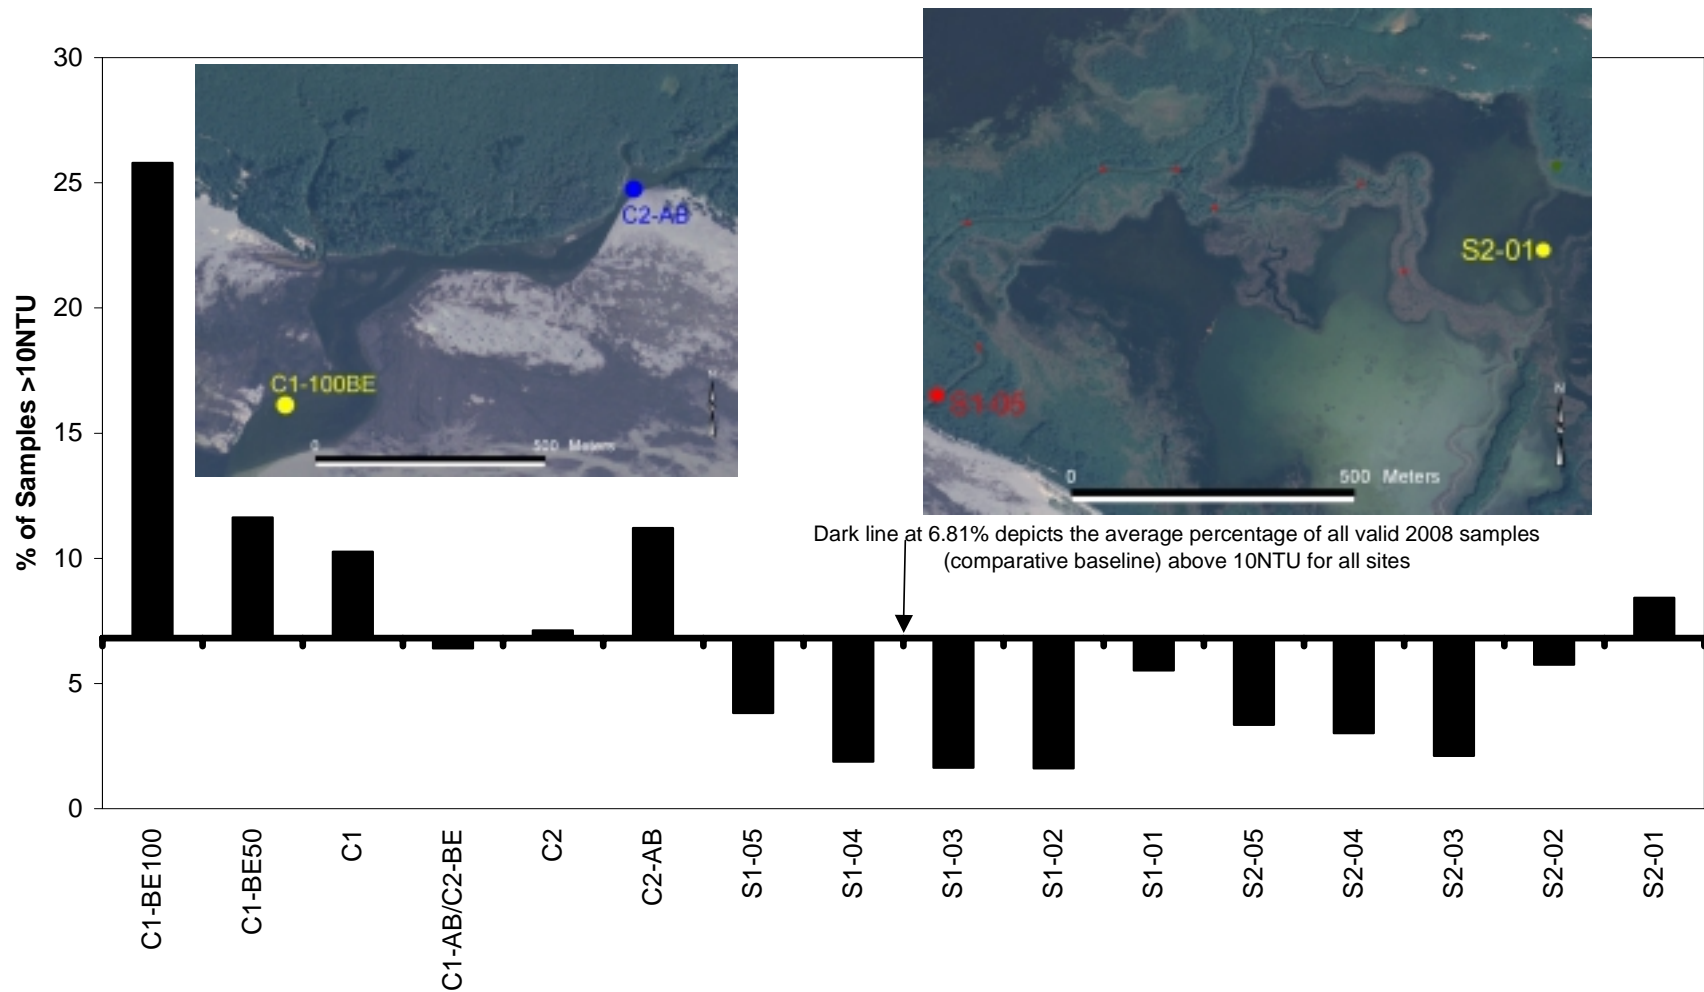 % of Samples >10NTU
30
25
20
15
10
5
0
C2-AB
C1-100BE
0 500 Meters
N
S2-01
S1-05
0 500 Meters
N
Dark line at 6.81% depicts the average percentage of all valid 2008 samples
(comparative baseline) above 10NTU for all sites
C1-BE100
C1-BE50
C1
C1-AB/C2-BE
C2
C2-AB
S1-05
S1-04
S1-03
S1-02
S1-01
S2-05
S2-04
S2-03
S2-02
S2-01